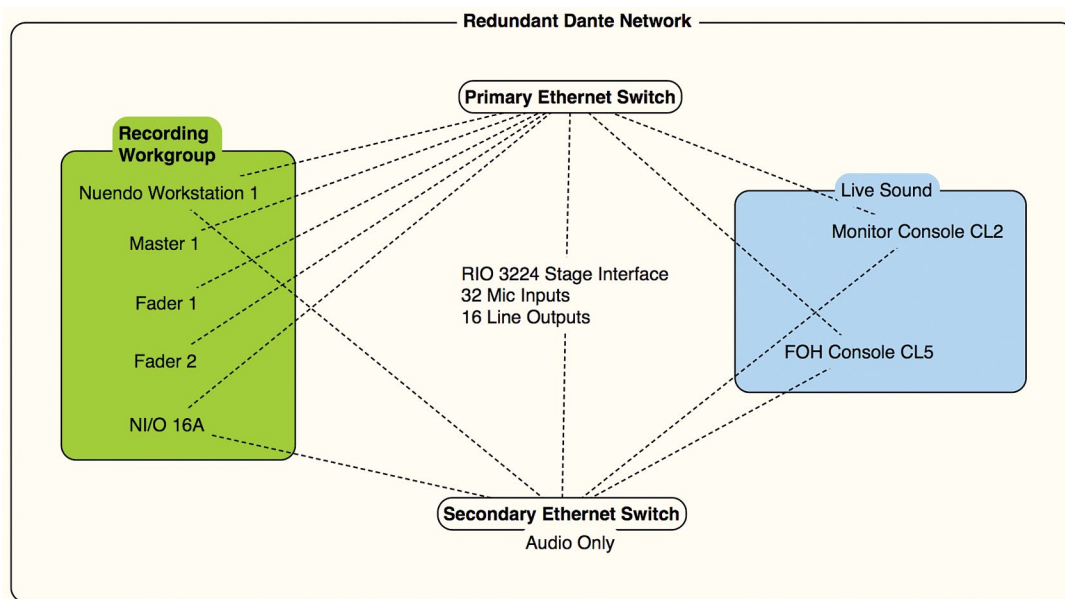 Redundant Dante Network
Primary Ethernet Switch
Recording
Workgroup
Nuendo Workstation 1
Master 1
Fader 1
Fader 2
NI/O 16A
RIO 3224 Stage Interface
32 Mic Inputs
16 Line Outputs
Live Sound
Monitor Console CL2
FOH Console CL5
Secondary Ethernet Switch
Audio Only